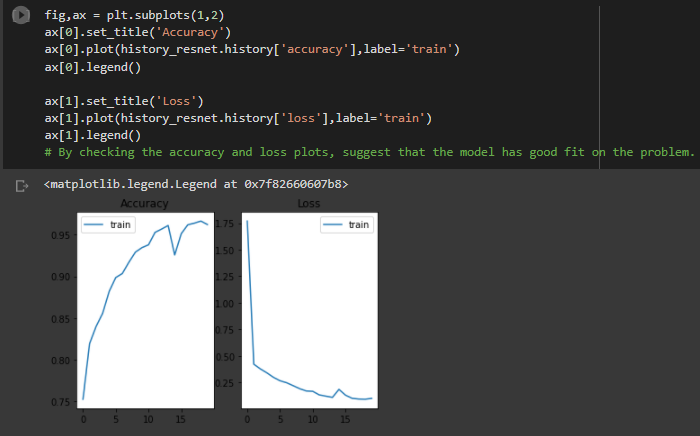 fig,ax = plt.subplots(1,2)
ax[0].set_title('Accuracy')
ax[0].plot(history_resnet.history['accuracy'],label='train')
ax[0].legend()
ax[1].set_title('Loss')
ax[1].plot(history_resnet.history['loss'],label='train')
ax[1].legend()
# By checking the accuracy and loss plots, suggest that the model has good fit on the problem.
<matplotlib.legend.Legend at 0x7f82660607b8>
Accuracy
train
0.95
0.90
0.85
0.80
0.75
0 5 10 15
Loss
train
1.75
1.50
1.25
1.00
0.75
0.50
0.25
0 5 10 15